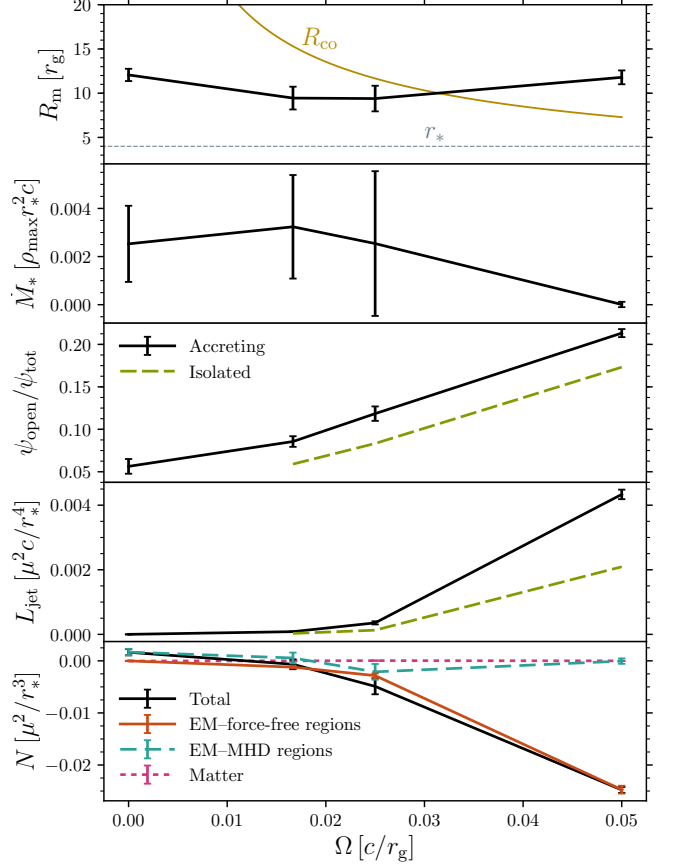 20
15
10
5
R_m [r_g]
R_co
r_*
0.004
0.002
0.000
Ṁ_* [ρ_max r_*^2 c]
0.20
0.15
0.10
0.05
ψ_open/ψ_tot
Accreting
Isolated
0.004
0.002
0.000
L_jet [μ^2 c/r_*^4]
0.00
−0.01
−0.02
N [μ^2/r_*^3]
Total
EM–force-free regions
EM–MHD regions
Matter
0.00 0.01 0.02 0.03 0.04 0.05
Ω [c/r_g]